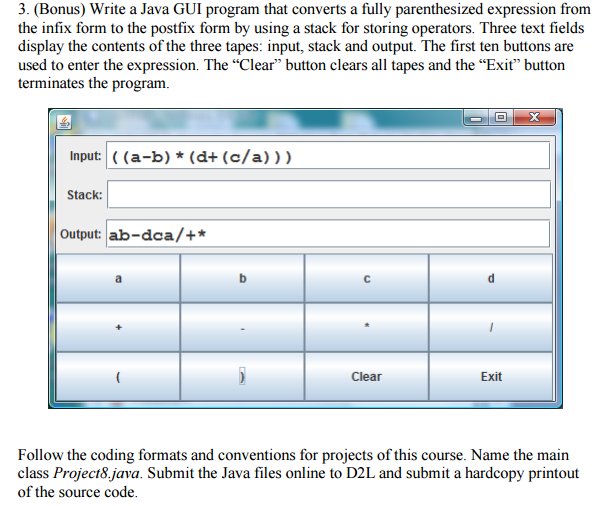 3. (Bonus) Write a Java GUI program that converts a fully parenthesized expression from
the infix form to the postfix form by using a stack for storing operators. Three text fields
display the contents of the three tapes: input, stack and output. The first ten buttons are
used to enter the expression. The “Clear” button clears all tapes and the “Exit” button
terminates the program.
Input: ((a-b)*(d+(c/a)))
Stack:
Output: ab-dca/+*
a b c d
+ - * /
( ) Clear Exit
Follow the coding formats and conventions for projects of this course. Name the main
class Project8.java. Submit the Java files online to D2L and submit a hardcopy printout
of the source code.